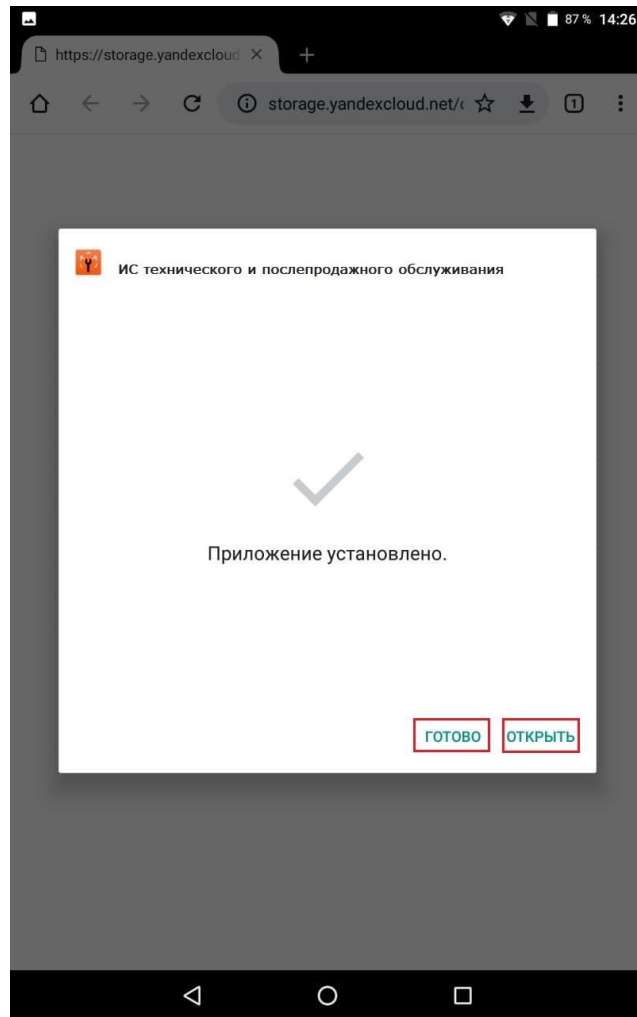 87 % 14:26
https://storage.yandexcloud.
storage.yandexcloud.net/
1
ИС технического и послепродажного обслуживания
Приложение установлено.
ГОТОВО ОТКРЫТЬ